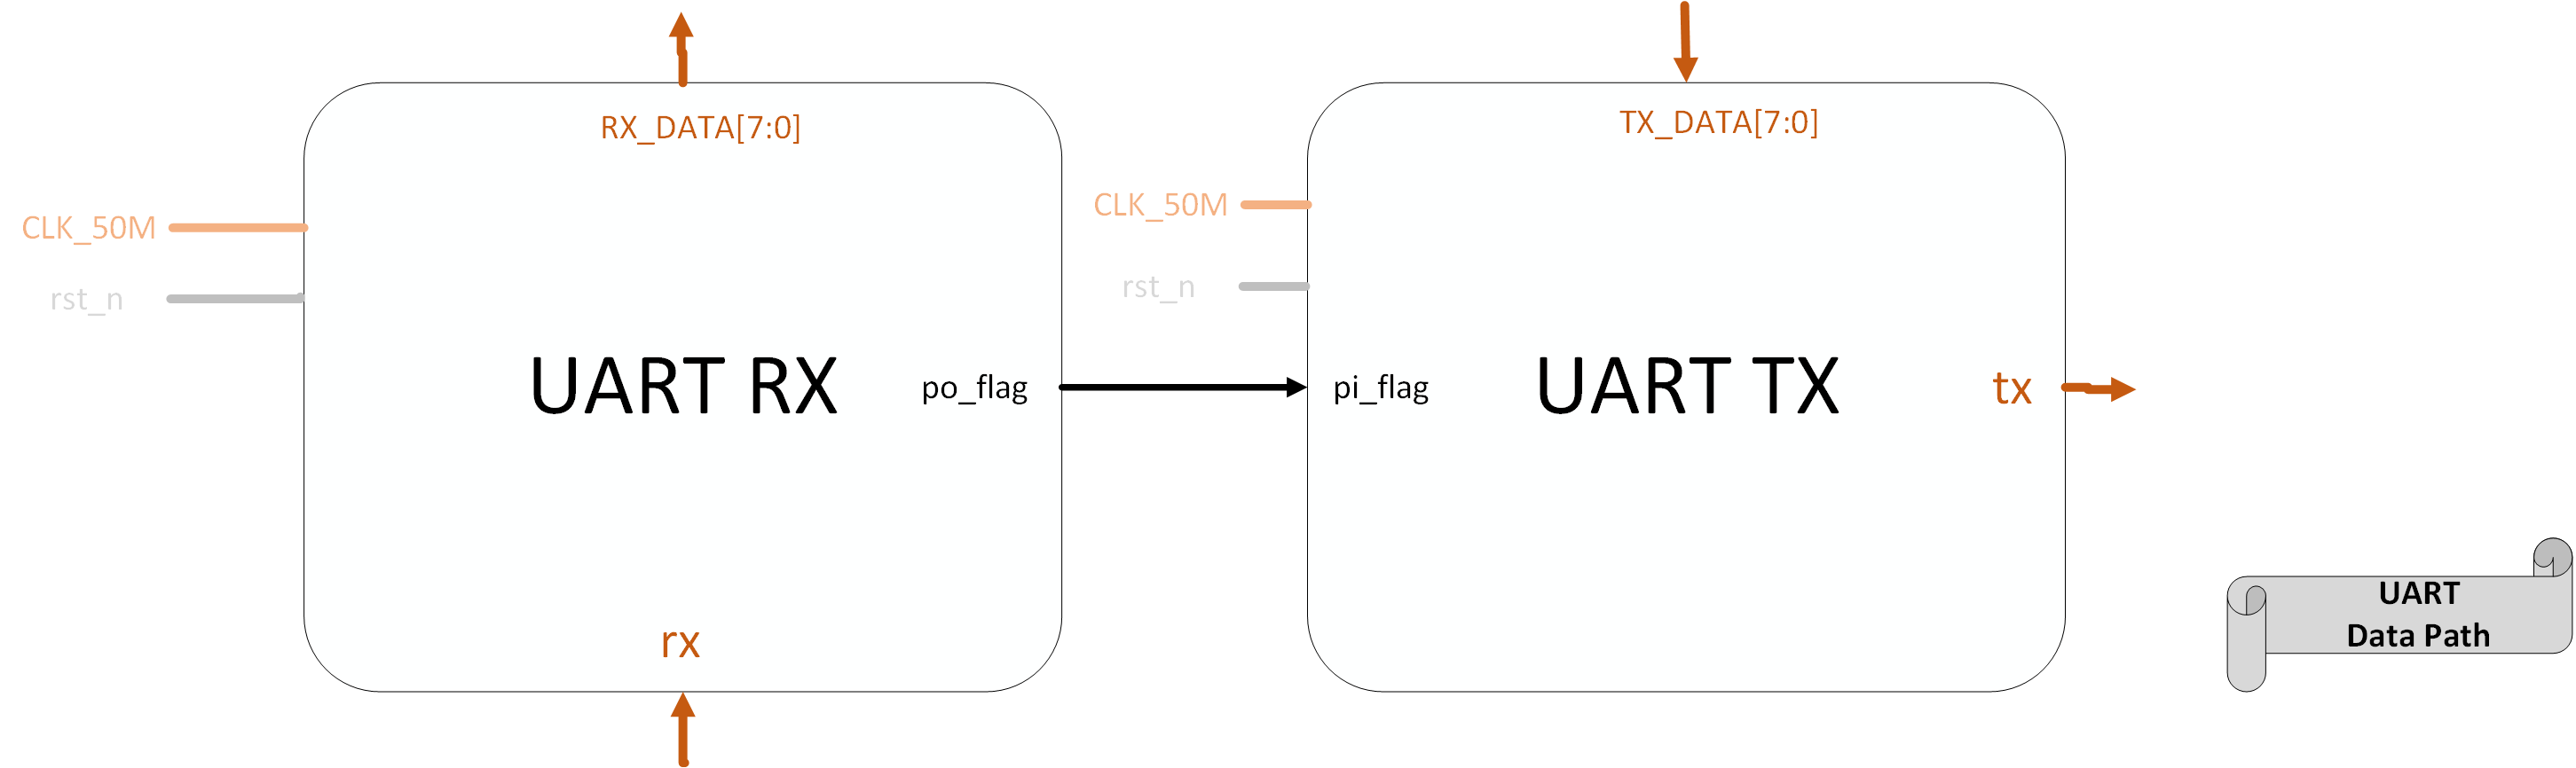 RX_DATA[7:0]
CLK_50M
rst_n
UART RX
po_flag
rx
TX_DATA[7:0]
CLK_50M
rst_n
pi_flag
UART TX
tx
UART
Data Path